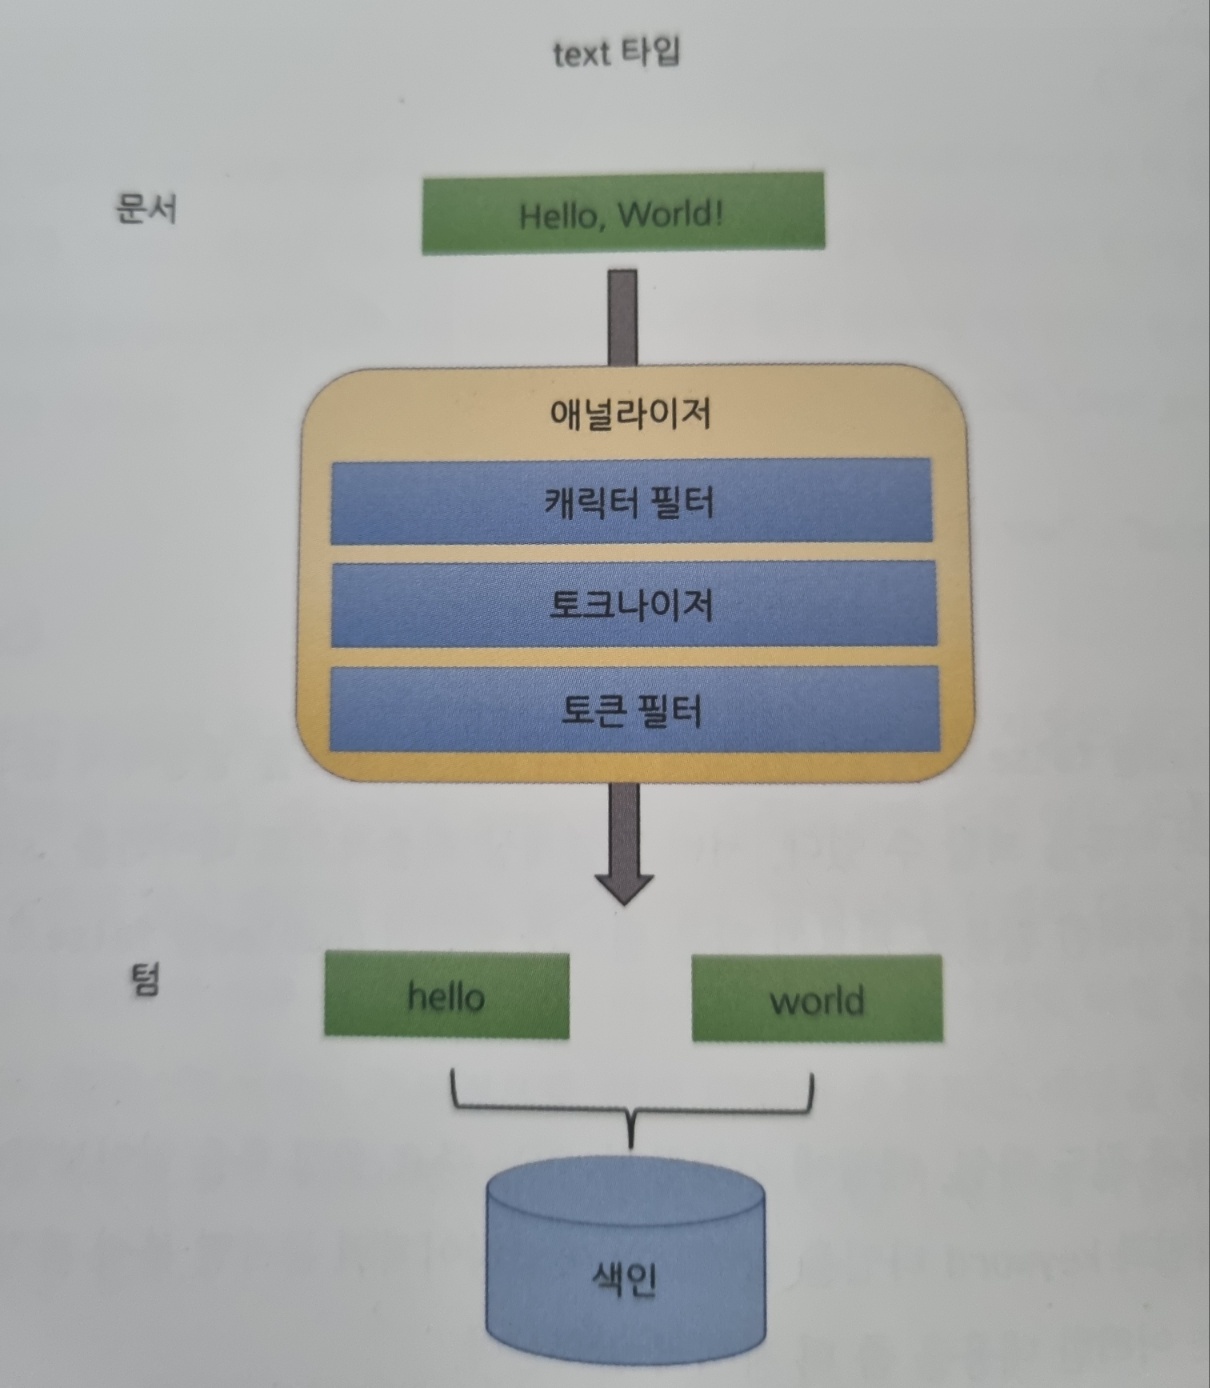 text 타입
문서
Hello, World!
애널라이저
캐릭터 필터
토크나이저
토큰 필터
텀
hello
world
색인